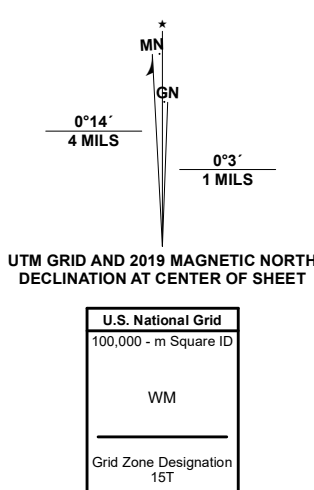 MN
GN
0°14´
4 MILS
0°3´
1 MILS
UTM GRID AND 2019 MAGNETIC NORTH
DECLINATION AT CENTER OF SHEET
U.S. National Grid
100,000 - m Square ID
WM
Grid Zone Designation
15T